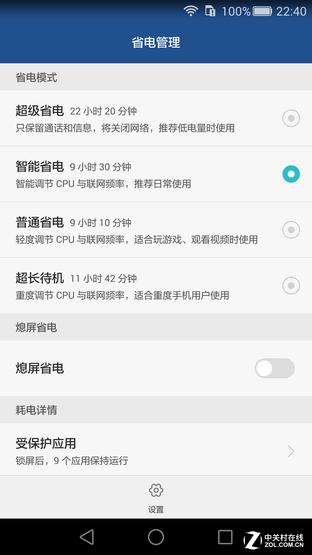 100% 22:40
省电管理
省电模式
超级省电 22 小时 20 分钟
只保留通话和信息，将关闭网络，推荐低电量时使用
智能省电 9 小时 30 分钟
智能调节 CPU 与联网频率，推荐日常使用
普通省电 9 小时 10 分钟
轻度调节 CPU 与联网频率，适合玩游戏、观看视频时使用
超长待机 11 小时 42 分钟
重度调节 CPU 与联网频率，适合重度手机用户使用
熄屏省电
熄屏省电
耗电详情
受保护应用
锁屏后，9 个应用保持运行
设置
Z 中关村在线
ZOL.COM.CN